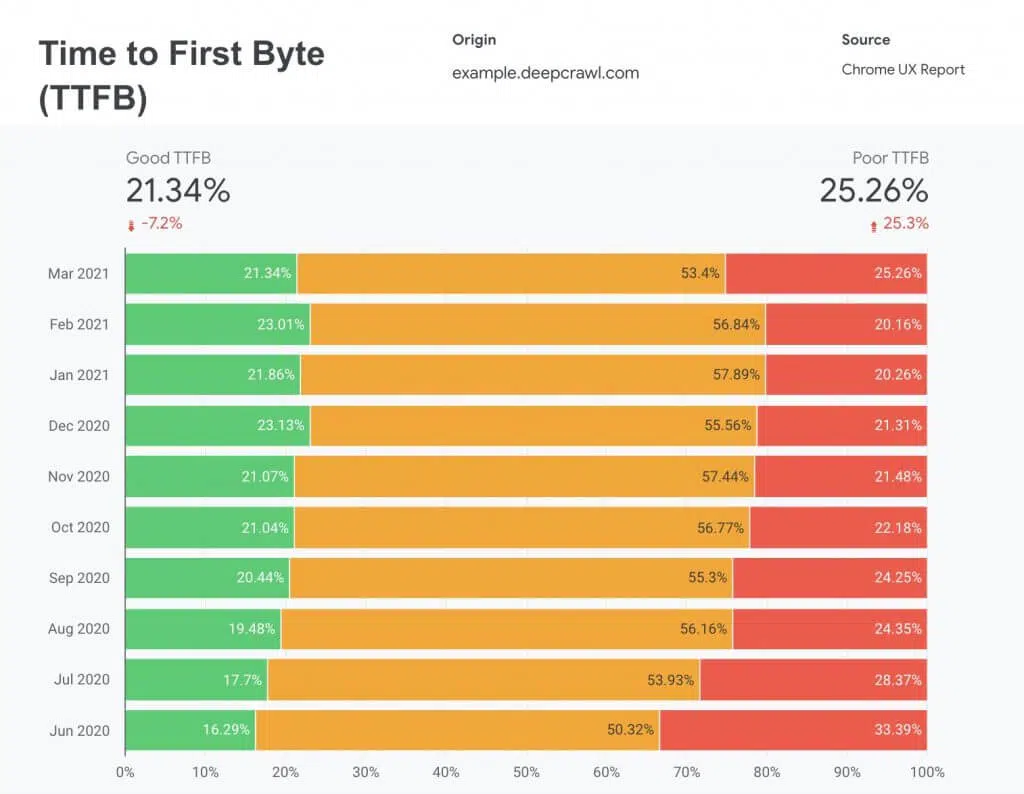 Time to First Byte
(TTFB)
Origin
example.deepcrawl.com
Source
Chrome UX Report
Good TTFB
21.34%
-7.2%
Poor TTFB
25.26%
25.3%
Mar 2021 21.34% 53.4% 25.26%
Feb 2021 23.01% 56.84% 20.16%
Jan 2021 21.86% 57.89% 20.26%
Dec 2020 23.13% 55.56% 21.31%
Nov 2020 21.07% 57.44% 21.48%
Oct 2020 21.04% 56.77% 22.18%
Sep 2020 20.44% 55.3% 24.25%
Aug 2020 19.48% 56.16% 24.35%
Jul 2020 17.7% 53.93% 28.37%
Jun 2020 16.29% 50.32% 33.39%
0% 10% 20% 30% 40% 50% 60% 70% 80% 90% 100%